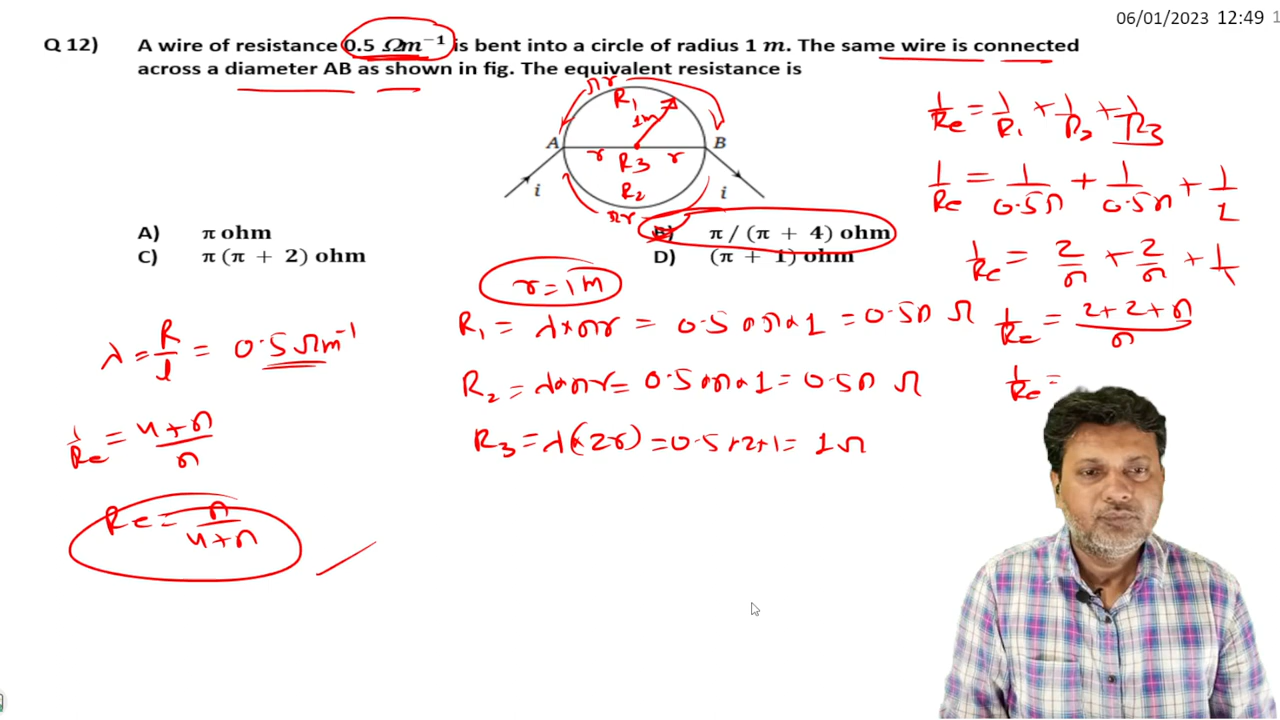 06/01/2023 12:49 1
Q 12) A wire of resistance 0.5 Ωm⁻¹ is bent into a circle of radius 1 m. The same wire is connected
across a diameter AB as shown in fig. The equivalent resistance is
πr
R₁
1m
A
B
r
r
R3
R₂
i
i
πr
A) π ohm
B) π / (π + 4) ohm
C) π (π + 2) ohm
D) (π + 1) ohm
r = 1m
λ = R/l = 0.5 Ωm⁻¹
R₁ = λ×πr = 0.5×π×1 = 0.5π Ω
R₂ = λ×πr = 0.5×π×1 = 0.5π Ω
R₃ = λ(×2r) = 0.5×2×1 = 1Ω
1/Re = 1/R₁ + 1/R₂ + 1/R3
1/Re = 1/0.5π + 1/0.5π + 1/1
1/Re = 2/π + 2/π + 1/1
1/Re = 2+2+π/π
1/Re =
1/Re = 4+π/π
Re = π/4+π